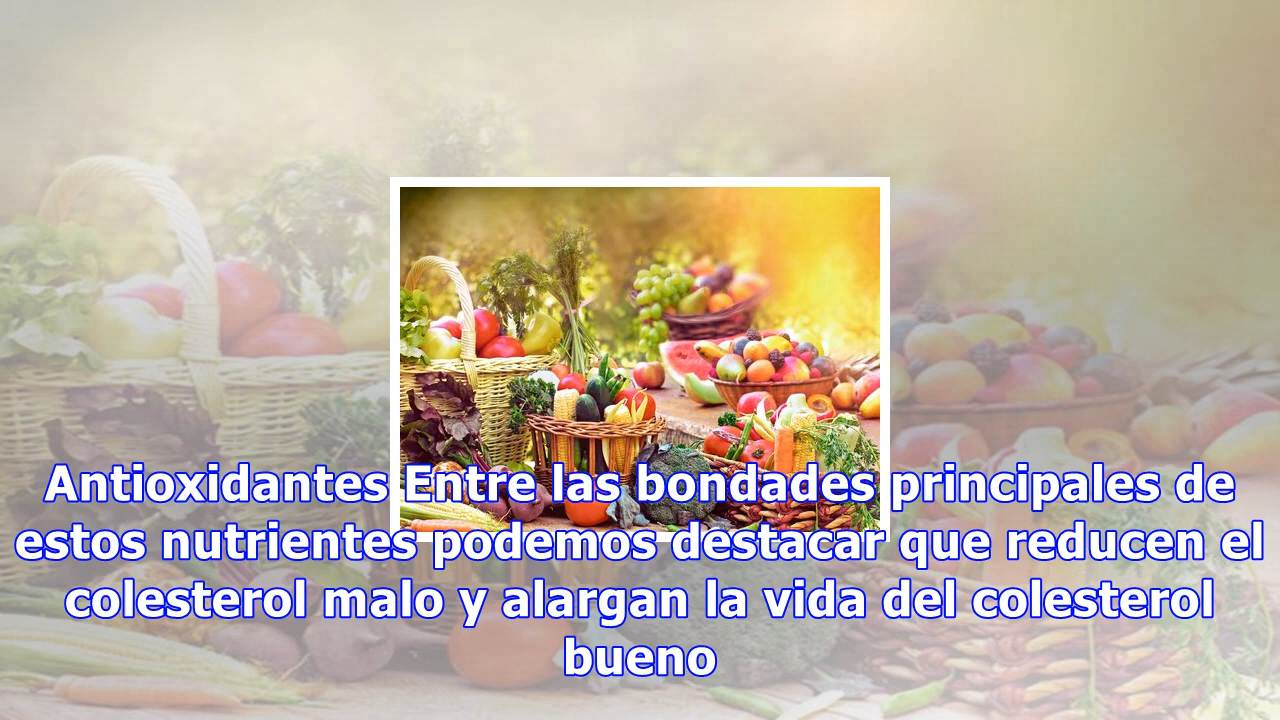 Antioxidantes Entre las bondades principales de
estos nutrientes podemos destacar que reducen el
colesterol malo y alargan la vida del colesterol
bueno